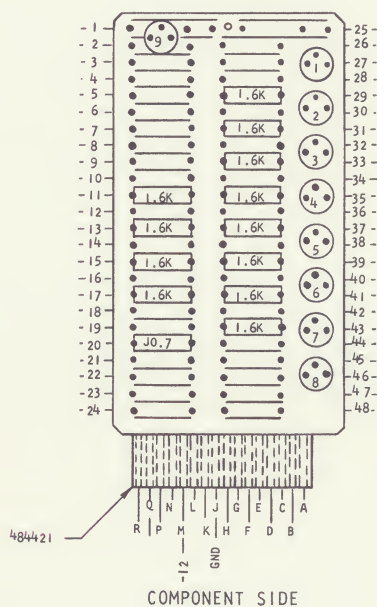 -1 9 -25
-2 -26
-3 1 -27
-4 -28
-5 1.6K -29
-6 2 -30
-7 1.6K -31
-8 -32
-9 1.6K 3 -33
-10 -34
-11 1.6K 1.6K 4 -35
-12 -36
-13 1.6K 1.6K -37
-14 5 -38
-15 1.6K 1.6K -39
-16 -40
-17 1.6K 1.6K 6 -41
-18 -42
-19 1.6K 7 -43
-20 J0.7 -44
-21 -45
-22 8 -46
-23 -47
-24 -48
484421
R Q P N M L K J H G F E D C B A
-12 GND
COMPONENT SIDE